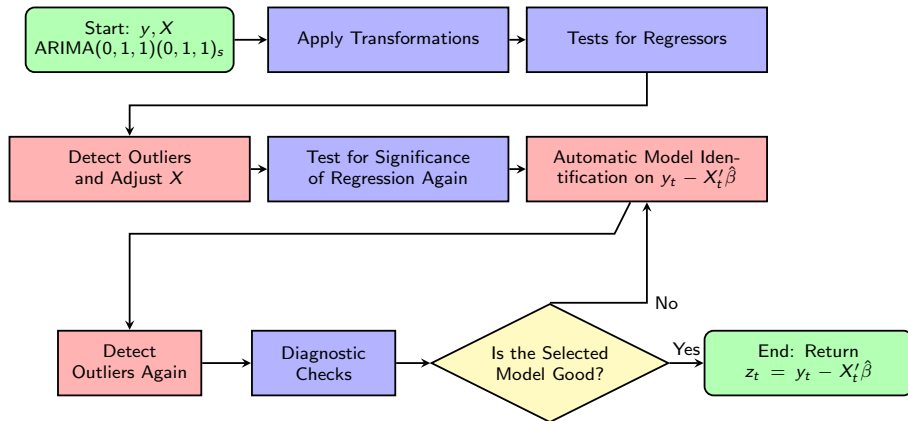 Start: y, X
ARIMA(0, 1, 1)(0, 1, 1)ₛ
Apply Transformations
Tests for Regressors
Detect Outliers
and Adjust X
Test for Significance
of Regression Again
Automatic Model Iden-
tification on yₜ − X′ₜβ̂
No
Detect
Outliers Again
Diagnostic
Checks
Is the Selected
Model Good?
Yes
End: Return
zₜ = yₜ − X′ₜβ̂